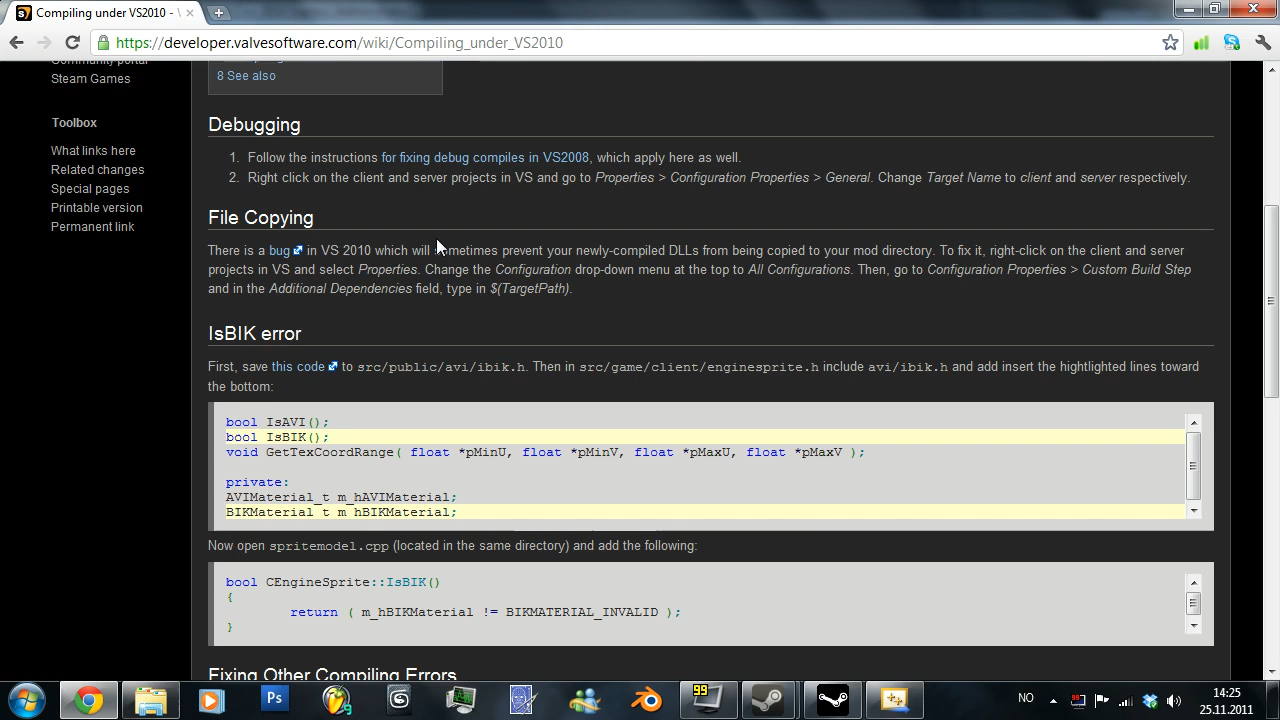 Compiling under VS2010 - \
https://developer.valvesoftware.com/wiki/Compiling_under_VS2010
Community portal
Steam Games
Toolbox
What links here
Related changes
Special pages
Printable version
Permanent link
8 See also
Debugging
1. Follow the instructions for fixing debug compiles in VS2008, which apply here as well.
2. Right click on the client and server projects in VS and go to Properties > Configuration Properties > General. Change Target Name to client and server respectively.
File Copying
There is a bug in VS 2010 which will sometimes prevent your newly-compiled DLLs from being copied to your mod directory. To fix it, right-click on the client and server
projects in VS and select Properties. Change the Configuration drop-down menu at the top to All Configurations. Then, go to Configuration Properties > Custom Build Step
and in the Additional Dependencies field, type in $(TargetPath).
IsBIK error
First, save this code to src/public/avi/ibik.h. Then in src/game/client/enginesprite.h include avi/ibik.h and add insert the hightlighted lines toward
the bottom:
bool IsAVI();
bool IsBIK();
void GetTexCoordRange( float *pMinU, float *pMinV, float *pMaxU, float *pMaxV );
private:
AVIMaterial_t m_hAVIMaterial;
BIKMaterial_t m_hBIKMaterial;
Now open spritemodel.cpp (located in the same directory) and add the following:
bool CEngineSprite::IsBIK()
{
return ( m_hBIKMaterial != BIKMATERIAL_INVALID );
}
Fixing Other Compiling Errors
Ps
99
NO
99
14:25
25.11.2011